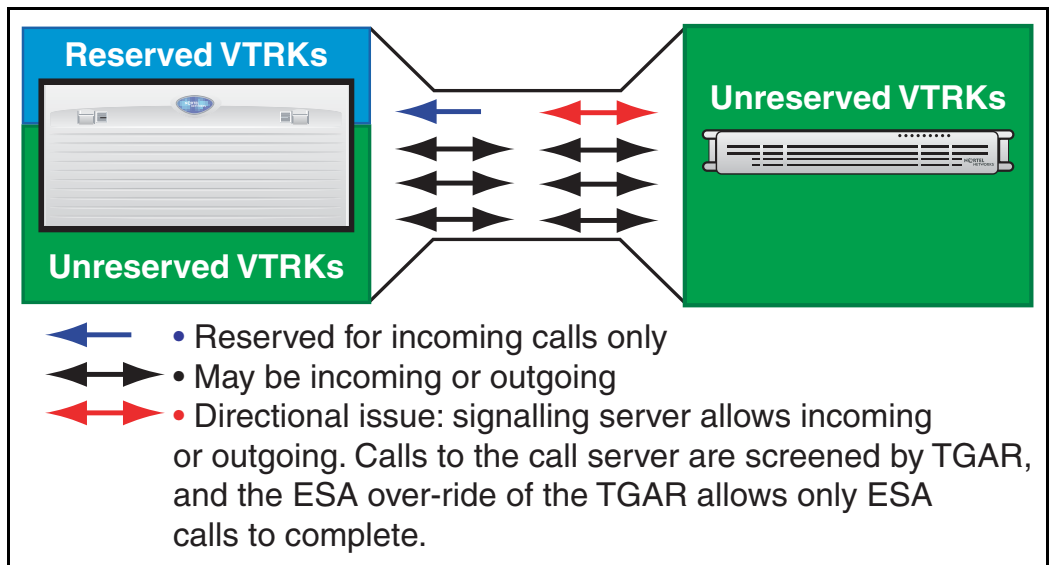 Reserved VTRKs
Unreserved VTRKs
NORTEL
NETWORKS
Unreserved VTRKs
• Reserved for incoming calls only
• May be incoming or outgoing
• Directional issue: signalling server allows incoming
or outgoing. Calls to the call server are screened by TGAR,
and the ESA over-ride of the TGAR allows only ESA
calls to complete.